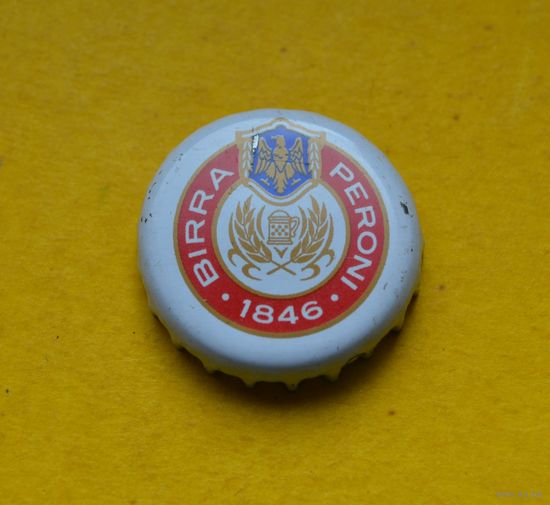 BIRRA PERONI
· 1846 ·